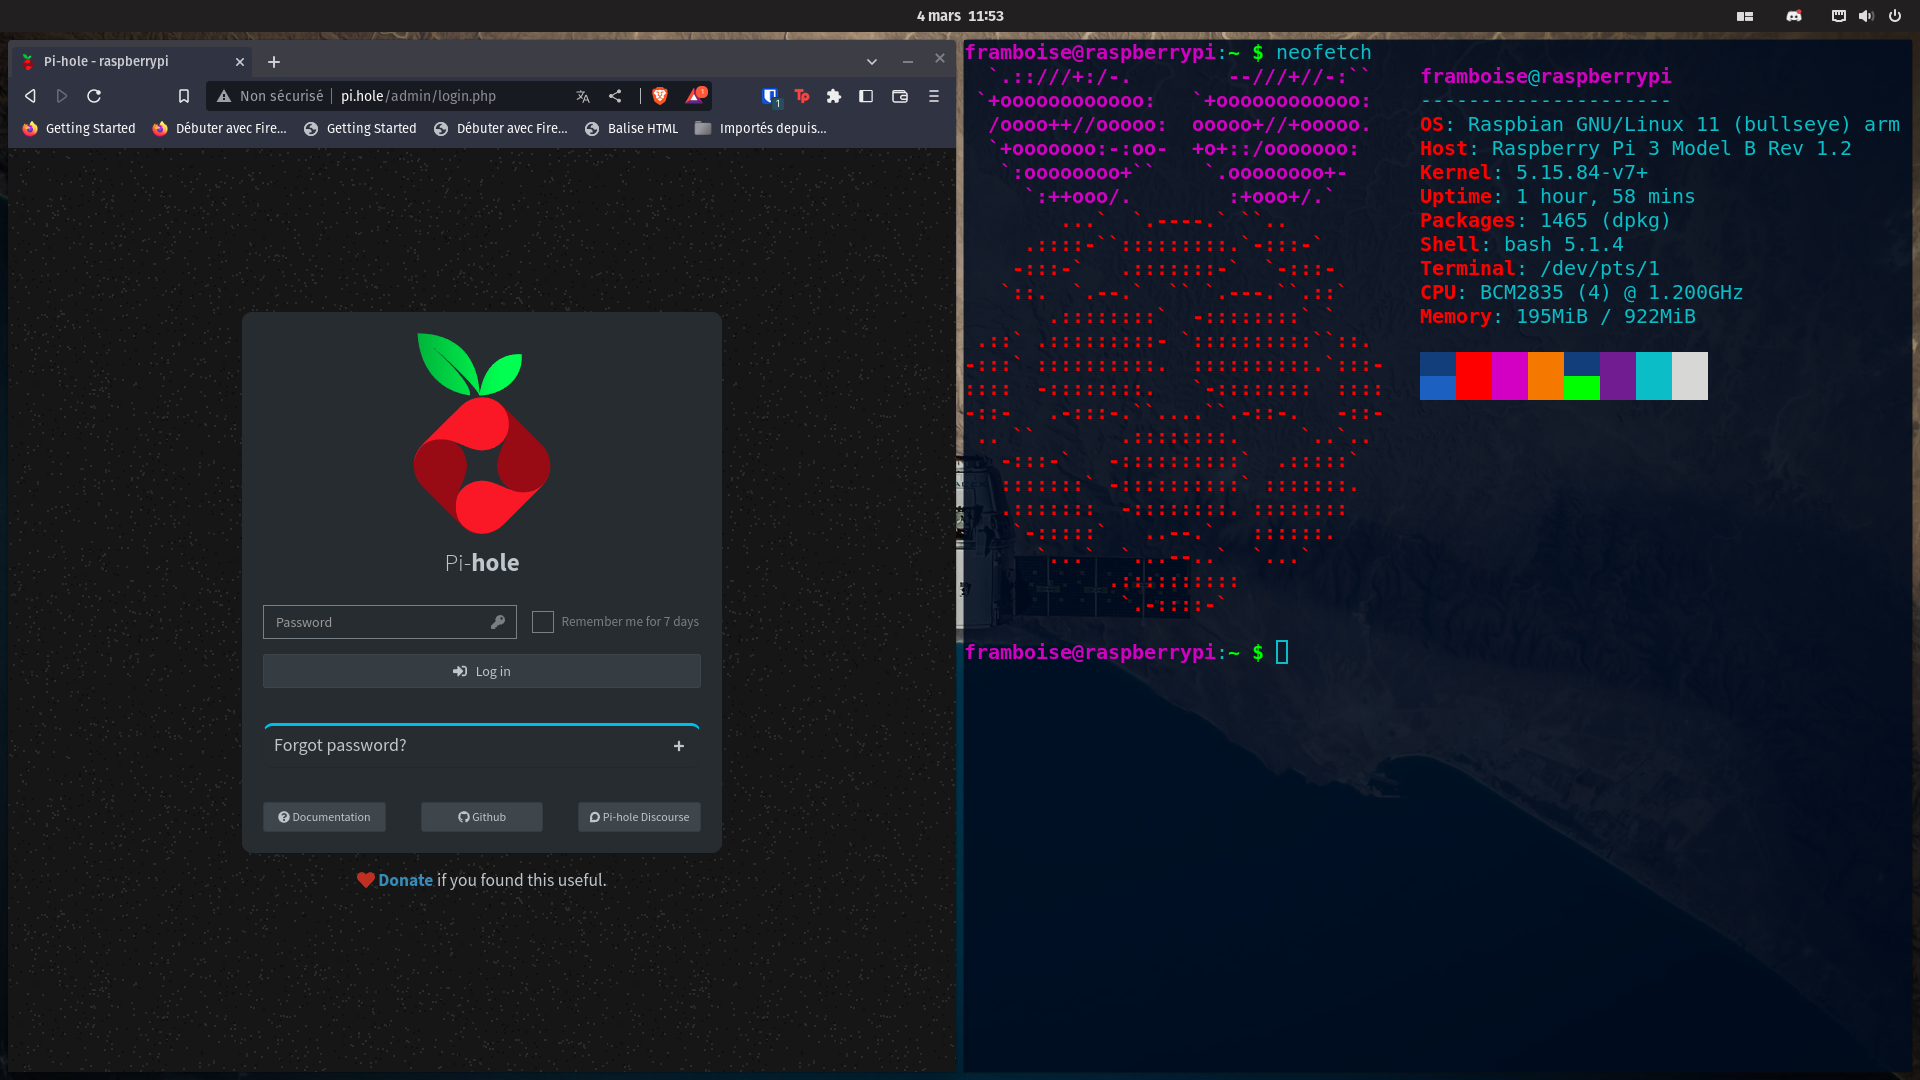 4 mars 11:53
Pi-hole - raspberrypi
Non sécurisé
pi.hole/admin/login.php
1
Getting Started
Débuter avec Fire...
Getting Started
Débuter avec Fire...
Balise HTML
Importés depuis...
Pi-hole
Password
Remember me for 7 days
Log in
Forgot password?
+
Documentation
Github
Pi-hole Discourse
Donate if you found this useful.
framboise@raspberrypi:~ $ neofetch
framboise@raspberrypi
---------------------
OS: Raspbian GNU/Linux 11 (bullseye) arm
Host: Raspberry Pi 3 Model B Rev 1.2
Kernel: 5.15.84-v7+
Uptime: 1 hour, 58 mins
Packages: 1465 (dpkg)
Shell: bash 5.1.4
Terminal: /dev/pts/1
CPU: BCM2835 (4) @ 1.200GHz
Memory: 195MiB / 922MiB
framboise@raspberrypi:~ $